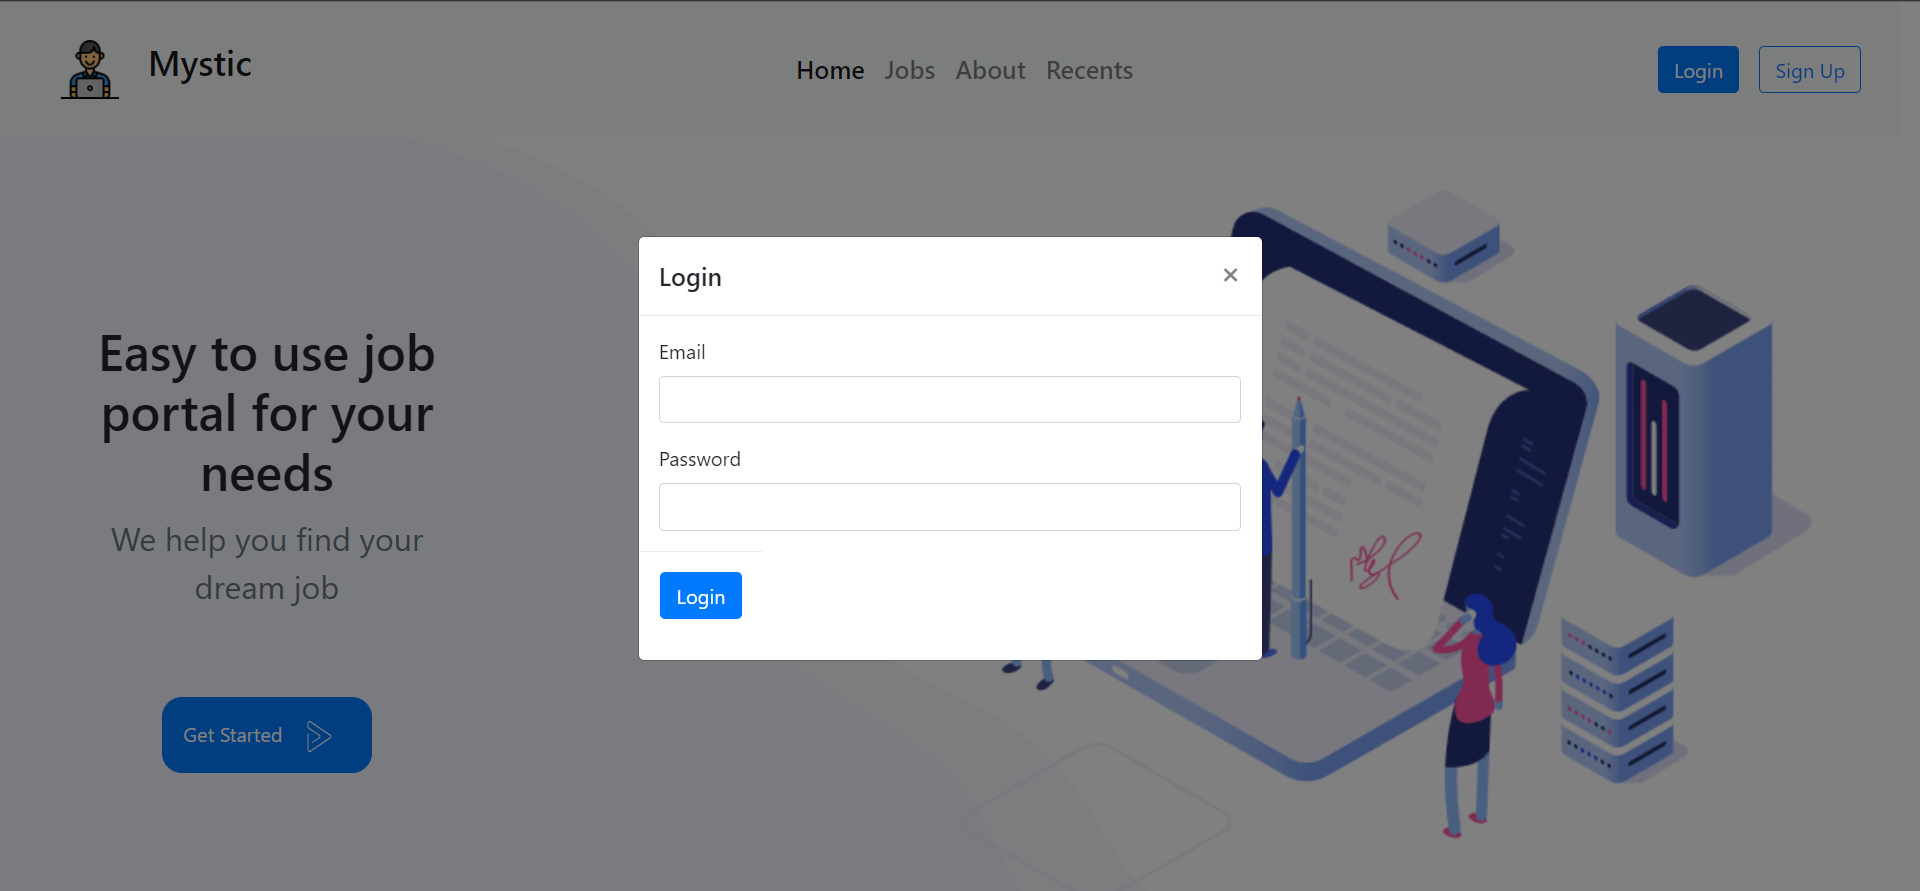 Mystic
Home Jobs About Recents
Login Sign Up
Easy to use job
portal for your
needs
We help you find your
dream job
Get Started
Login ×
Email
Password
Login